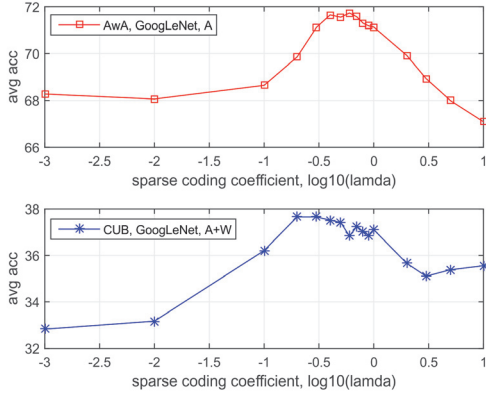 72
70
68
66
avg acc
AwA, GoogLeNet, A
-3 -2.5 -2 -1.5 -1 -0.5 0 0.5 1
sparse coding coefficient, log10(lamda)
38
36
34
32
avg acc
CUB, GoogLeNet, A+W
-3 -2.5 -2 -1.5 -1 -0.5 0 0.5 1
sparse coding coefficient, log10(lamda)